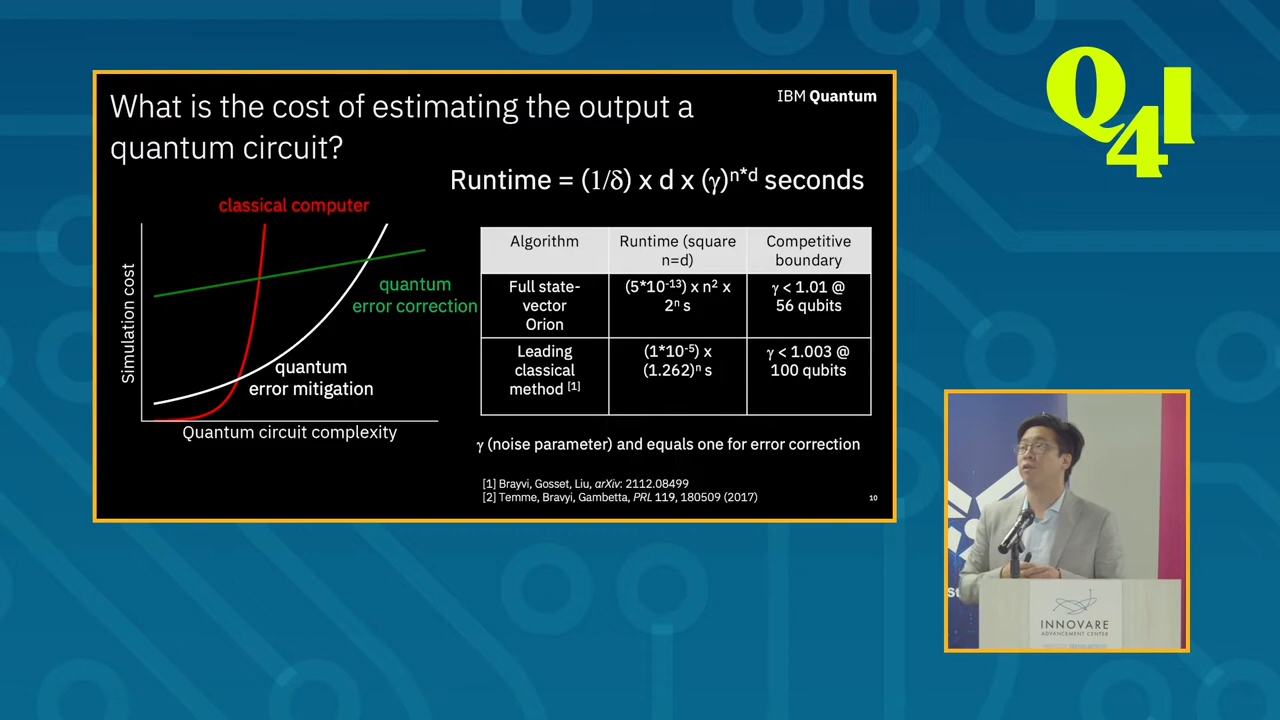 What is the cost of estimating the output a
quantum circuit?
IBM Quantum
Q4I
Runtime = (1/δ) x d x (γ)^n*d seconds
classical computer
quantum
error correction
quantum
error mitigation
Simulation cost
Quantum circuit complexity
Algorithm
Runtime (square
n=d)
Competitive
boundary
Full state-
vector
Orion
(5*10^-13) x n² x
2ⁿ s
γ < 1.01 @
56 qubits
Leading
classical
method [1]
(1*10^-5) x
(1.262)ⁿ s
γ < 1.003 @
100 qubits
γ (noise parameter) and equals one for error correction
[1] Brayvi, Gosset, Liu, arXiv: 2112.08499
[2] Temme, Bravyi, Gambetta, PRL 119, 180509 (2017)
10
INNOVARE
ADVANCEMENT CENTER